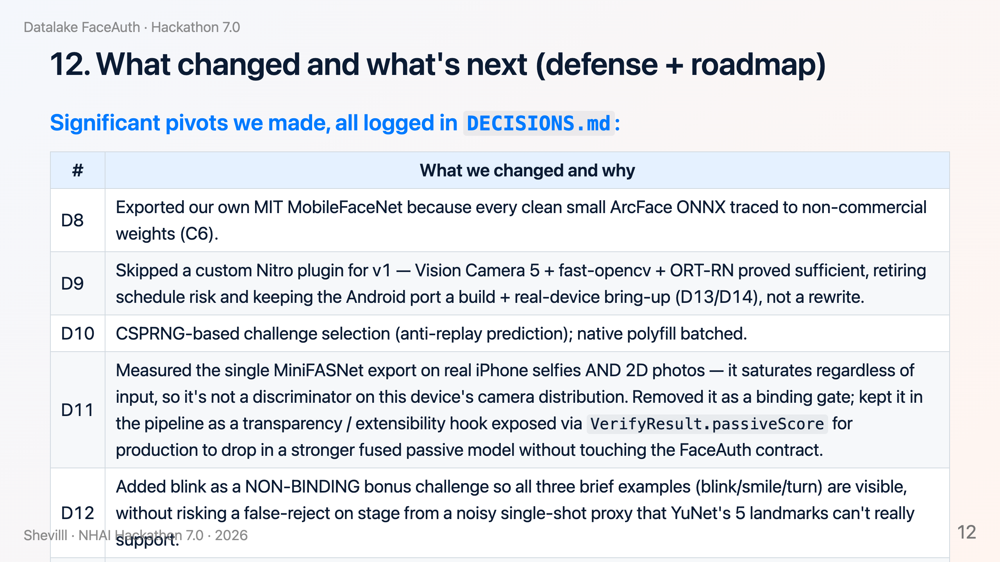 Datalake FaceAuth · Hackathon 7.0
12. What changed and what's next (defense + roadmap)
Significant pivots we made, all logged in DECISIONS.md:
# What we changed and why
D8 Exported our own MIT MobileFaceNet because every clean small ArcFace ONNX traced to non-commercial
weights (C6).
D9 Skipped a custom Nitro plugin for v1 — Vision Camera 5 + fast-opencv + ORT-RN proved sufficient, retiring
schedule risk and keeping the Android port a build + real-device bring-up (D13/D14), not a rewrite.
D10 CSPRNG-based challenge selection (anti-replay prediction); native polyfill batched.
D11 Measured the single MiniFASNet export on real iPhone selfies AND 2D photos — it saturates regardless of
input, so it's not a discriminator on this device's camera distribution. Removed it as a binding gate; kept it in
the pipeline as a transparency / extensibility hook exposed via VerifyResult.passiveScore for
production to drop in a stronger fused passive model without touching the FaceAuth contract.
D12 Added blink as a NON-BINDING bonus challenge so all three brief examples (blink/smile/turn) are visible,
without risking a false-reject on stage from a noisy single-shot proxy that YuNet's 5 landmarks can't really
support.
Shevilll · NHAI Hackathon 7.0 · 2026
12